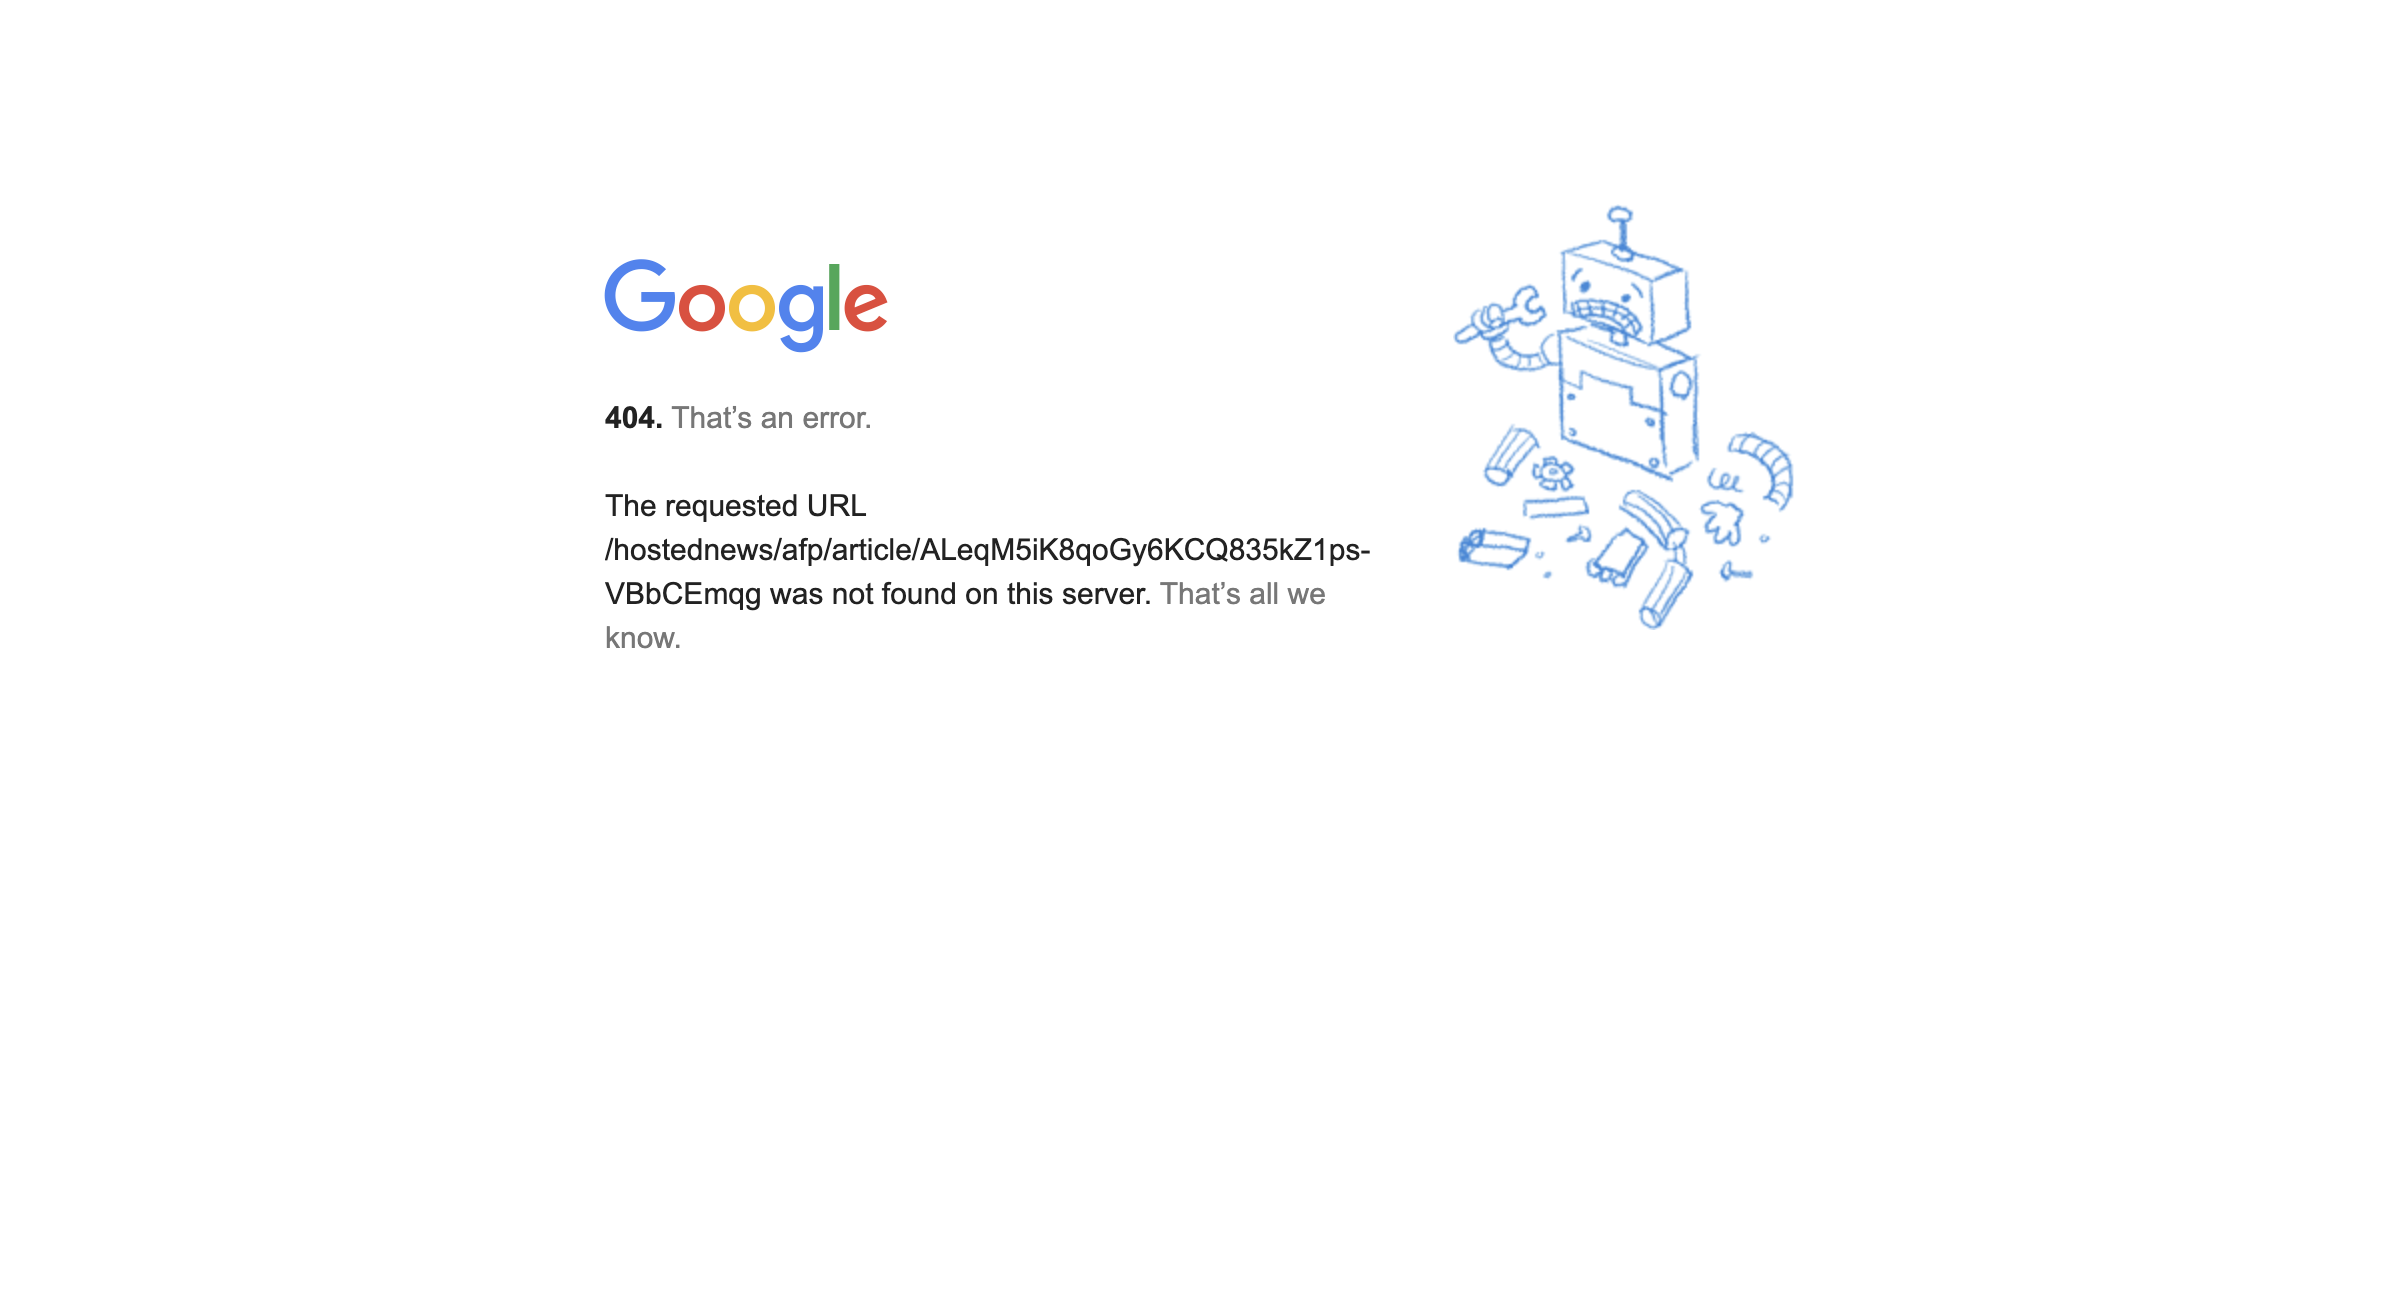 Google
404. That’s an error.
The requested URL
/hostednews/afp/article/ALeqM5iK8qoGy6KCQ835kZ1ps-
VBbCEmqg was not found on this server. That’s all we
know.